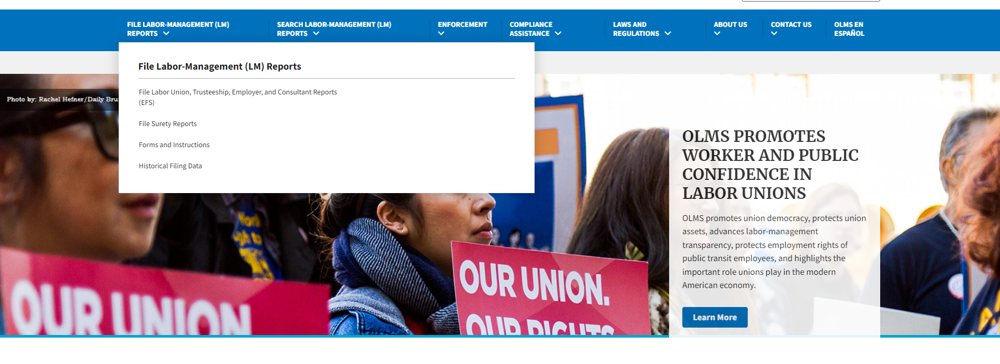 FILE LABOR-MANAGEMENT (LM)
REPORTS
SEARCH LABOR-MANAGEMENT (LM)
REPORTS
ENFORCEMENT
COMPLIANCE
ASSISTANCE
LAWS AND
REGULATIONS
ABOUT US
CONTACT US
OLMS EN
ESPAÑOL
File Labor-Management (LM) Reports
File Labor Union, Trusteeship, Employer, and Consultant Reports
(EFS)
File Surety Reports
Forms and Instructions
Historical Filing Data
Photo by: Rachel Hefner/Daily
OLMS PROMOTES
WORKER AND PUBLIC
CONFIDENCE IN
LABOR UNIONS
OLMS promotes union democracy, protects union
assets, advances labor-management
transparency, protects employment rights of
public transit employees, and highlights the
important role unions play in the modern
American economy.
Learn More
OUR UNION
OUR UNION.
OUR RIGHTS